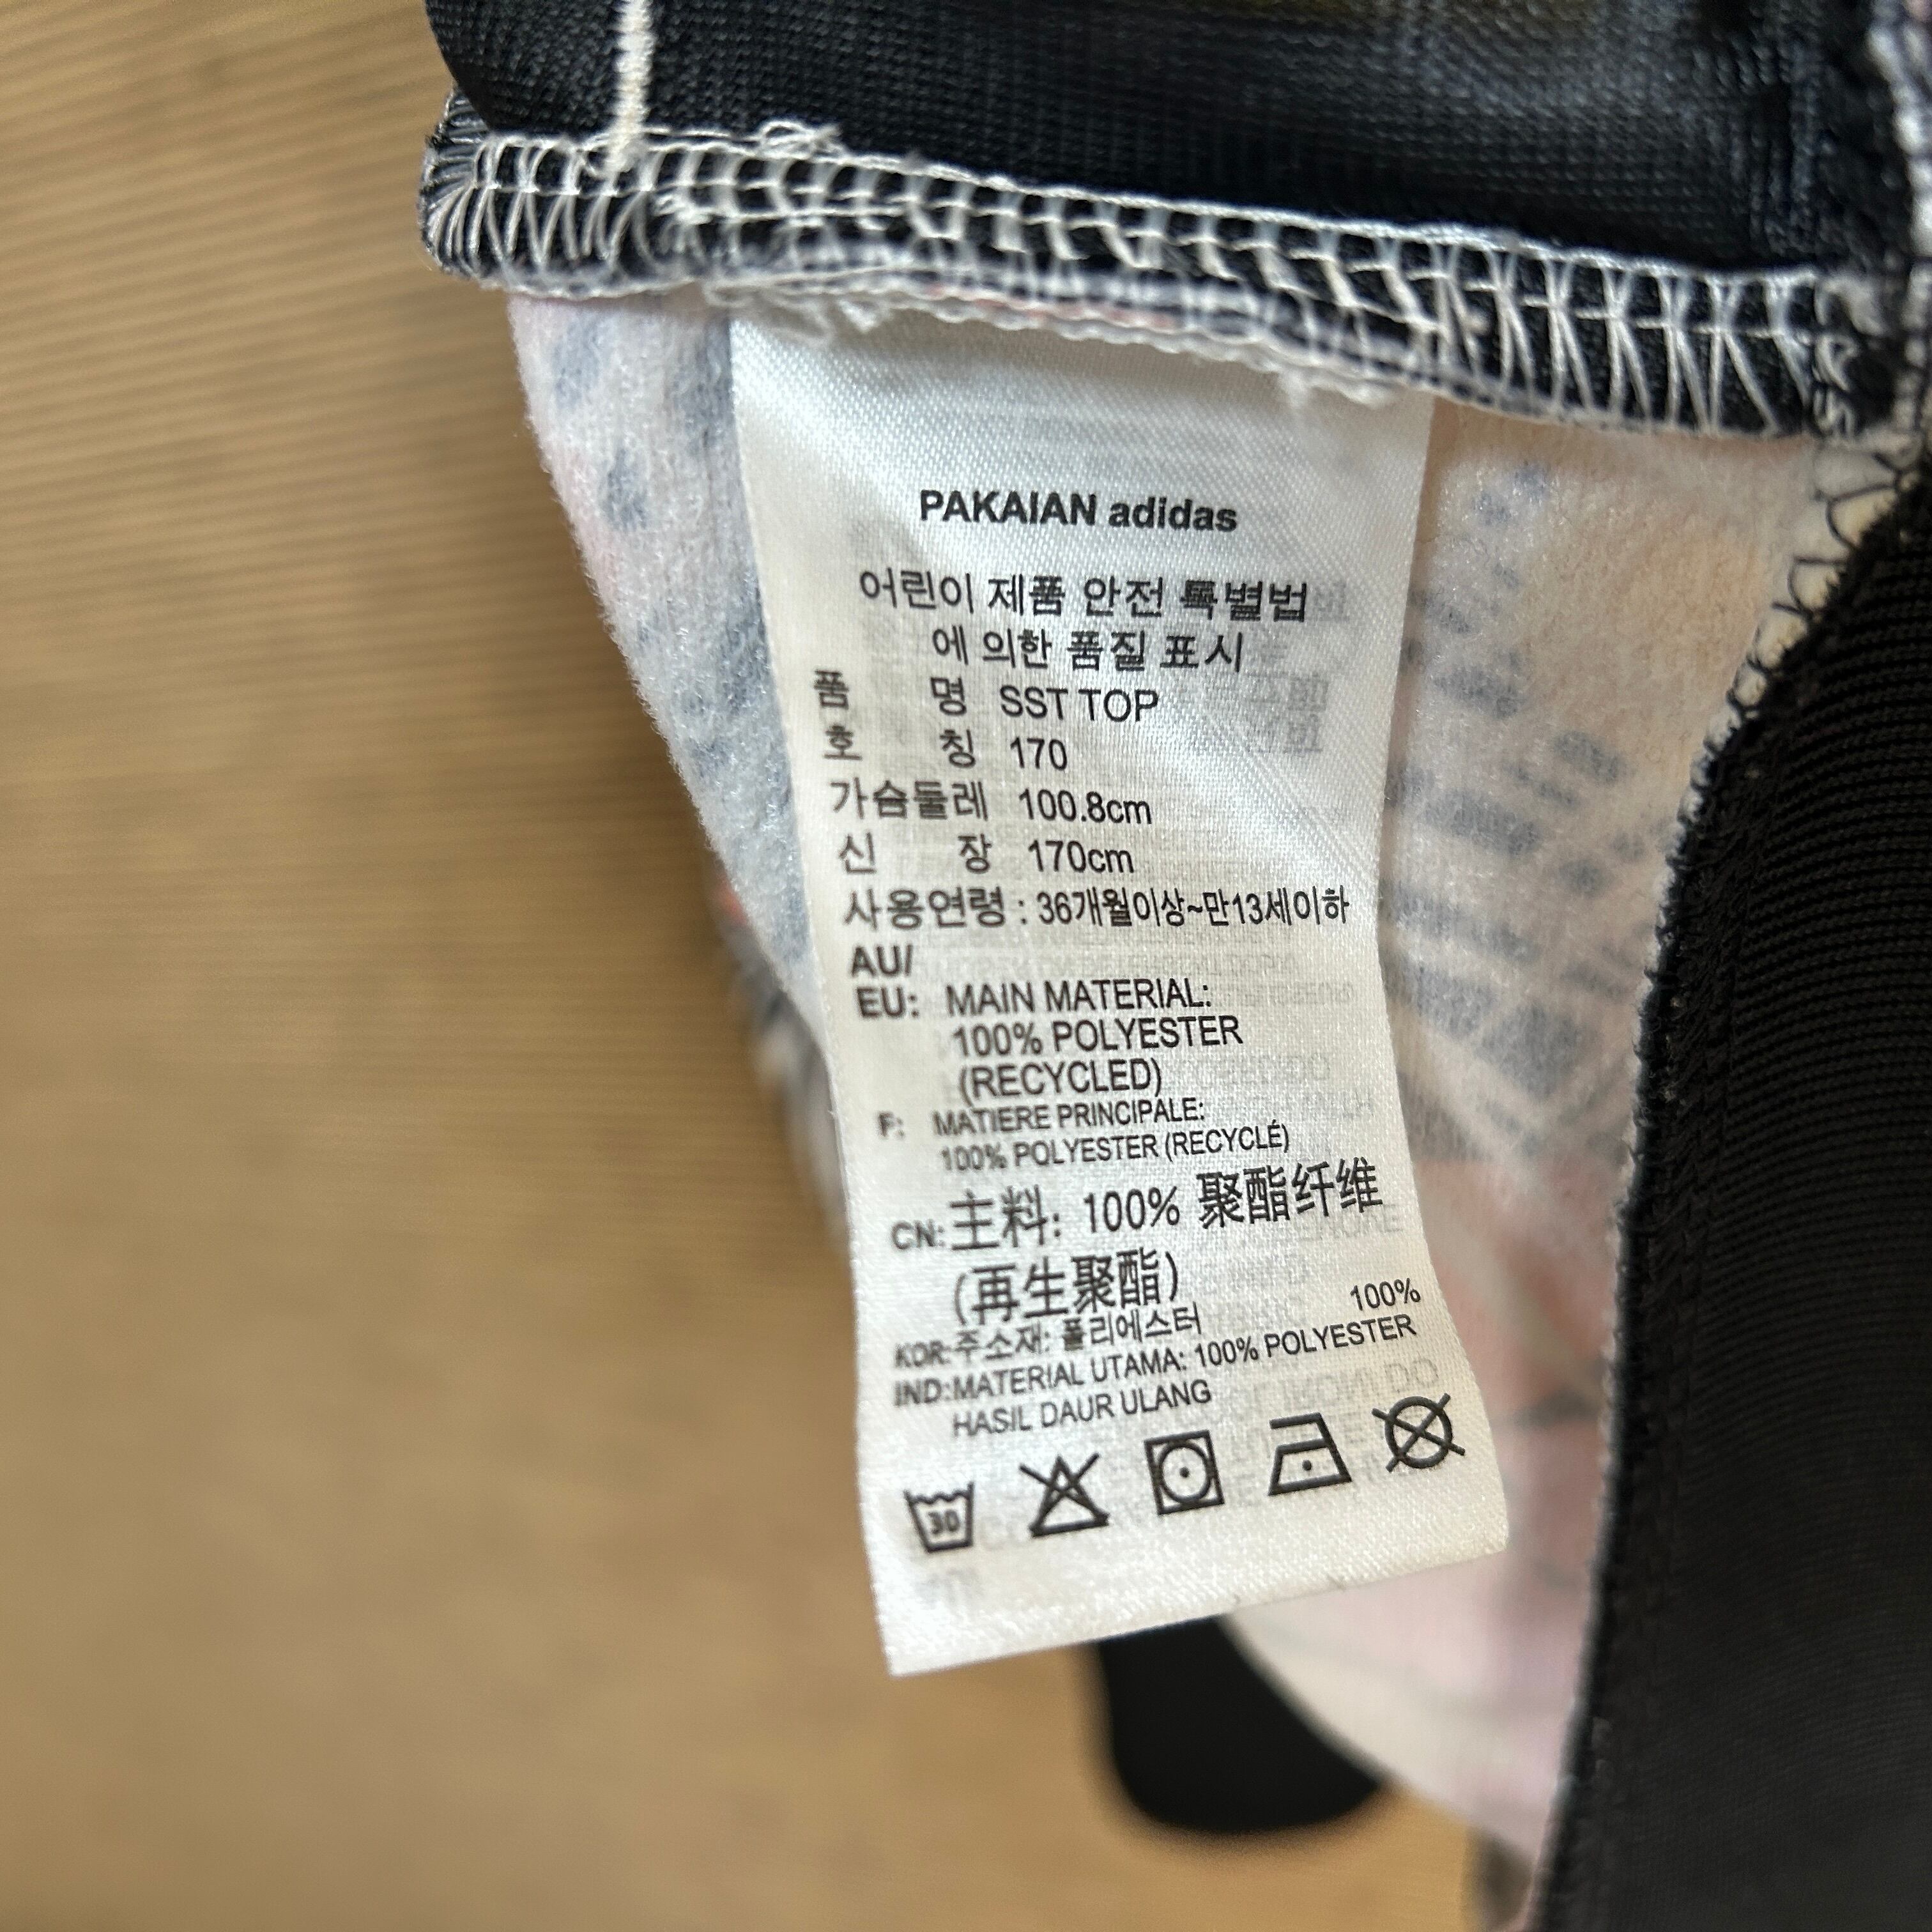 PAKAIAN adidas
어린이 제품 안전 특별법
에 의한 품질 표시
품 명 SST TOP
호 칭 170
가슴둘레 100.8cm
신 장 170cm
사용연령 : 36개월이상~만13세이하
AU/
EU: MAIN MATERIAL:
100% POLYESTER
(RECYCLED)
F: MATIERE PRINCIPALE:
100% POLYESTER (RECYCLÉ)
CN: 主料: 100% 聚酯纤维
(再生聚酯)
KOR: 주소재: 폴리에스터 100%
IND: MATERIAL UTAMA: 100% POLYESTER
HASIL DAUR ULANG
30